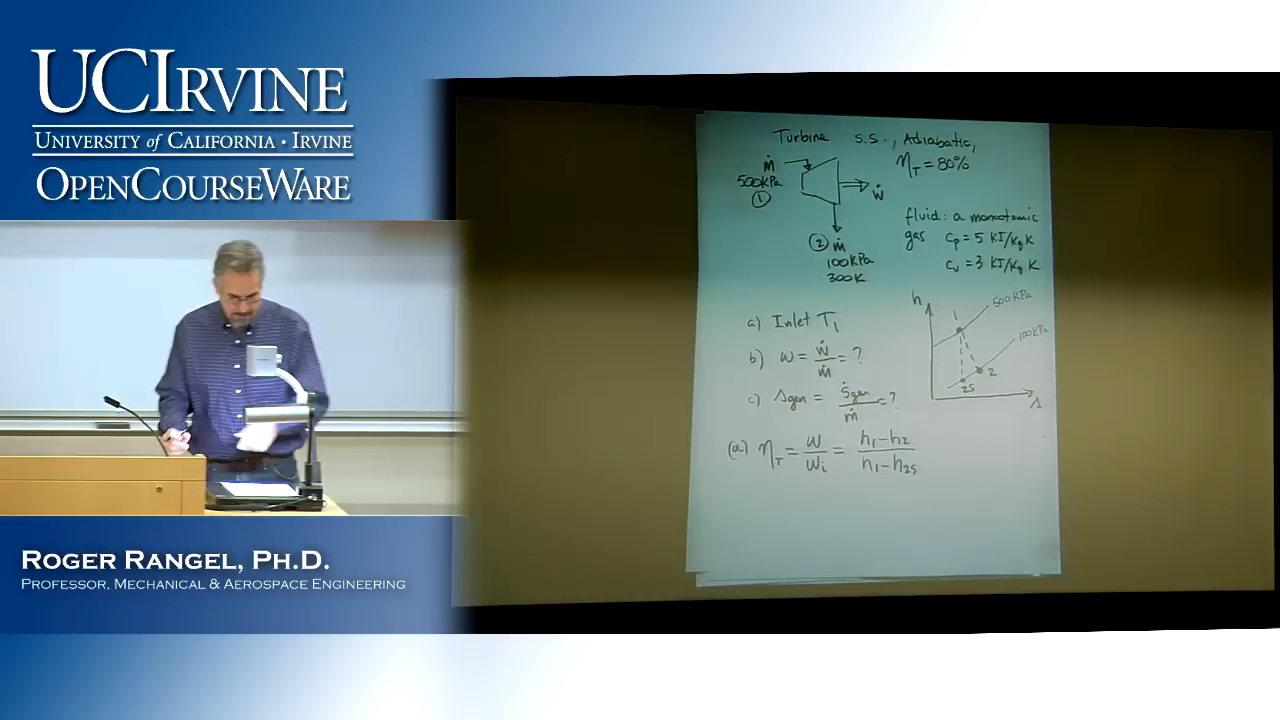 UCIRVINE
UNIVERSITY of CALIFORNIA · IRVINE
OPENCOURSEWARE
ROGER RANGEL, PH.D.
PROFESSOR, MECHANICAL & AEROSPACE ENGINEERING
Turbine S.S., Adiabatic,
η_T = 80%
ṁ
500kPa
①
Ẇ
② ṁ
100kPa
300K
fluid: a monatomic
gas cp = 5 KJ/kg K
cv = 3 KJ/kg K
h
500kPa
1
100kPa
2
2s
s
a) Inlet T₁
b) w = Ẇ/ṁ = ?
c) sgen = Ṡgen/ṁ = ?
(a) η_T = w/wi = (h₁-h₂)/(h₁-h₂s)